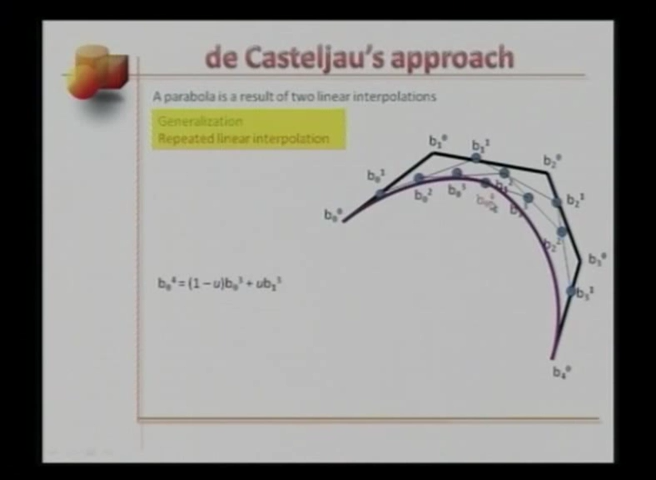 de Casteljau's approach
A parabola is a result of two linear interpolations
Generalization
Repeated linear interpolation
b₁⁰
b₁¹
b₂⁰
b₀¹
b₀²
b₀³
b₂¹
b₀⁰
b₂²
b₃⁰
b₀⁴ = (1 – u)b₀³ + ub₁³
b₃¹
b₄⁰